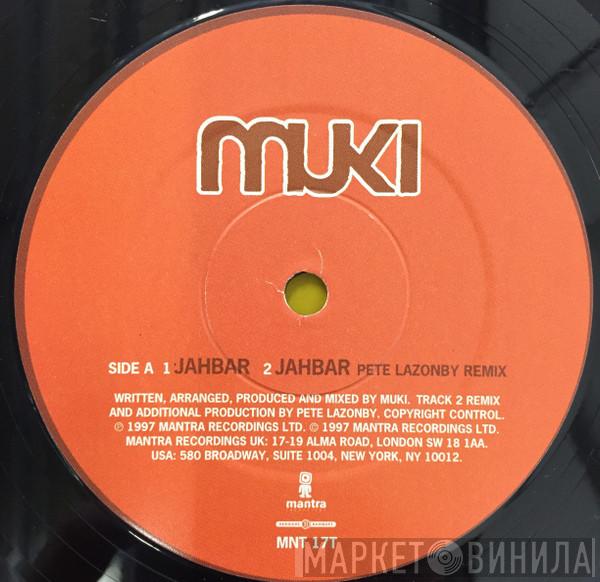 MUKI
SIDE A 1 JAHBAR 2 JAHBAR PETE LAZONBY REMIX
WRITTEN, ARRANGED, PRODUCED AND MIXED BY MUKI. TRACK 2 REMIX
AND ADDITIONAL PRODUCTION BY PETE LAZONBY. COPYRIGHT CONTROL.
℗ 1997 MANTRA RECORDINGS LTD. © 1997 MANTRA RECORDINGS LTD.
MANTRA RECORDINGS UK: 17-19 ALMA ROAD, LONDON SW 18 1AA.
USA: 580 BROADWAY, SUITE 1004, NEW YORK, NY 10012.
mantra
MNT 17T
МАРКЕТ ВИНИЛА